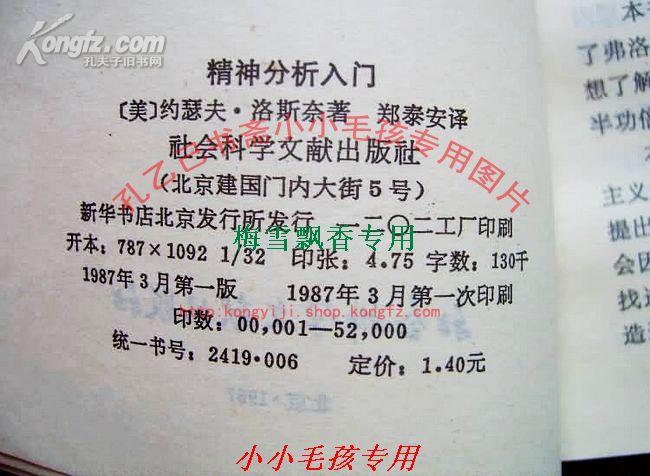 Kongfz.com
孔夫子旧书网
精神分析入门
〔美〕约瑟夫·洛斯奈著 郑泰安译
社会科学文献出版社
(北京建国门内大街5号)
新华书店北京发行所发行 一二〇二工厂印刷
开本：787×1092 1/32 印张：4.75 字数：130千
1987年3月第一版 1987年3月第一次印刷
印数：00,001—52,000
统一书号：2419·006 定价：1.40元
孔乙己书斋小小毛孩专用图片
梅雪飘香专用
http://kongyiji.shop.kongfz.com/
小小毛孩专用
北京·1987
本
了弗洛
想了解
半功倍
主义
提出
会因
找
造